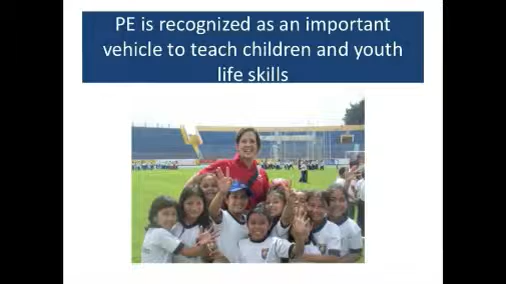 PE is recognized as an important
vehicle to teach children and youth
life skills